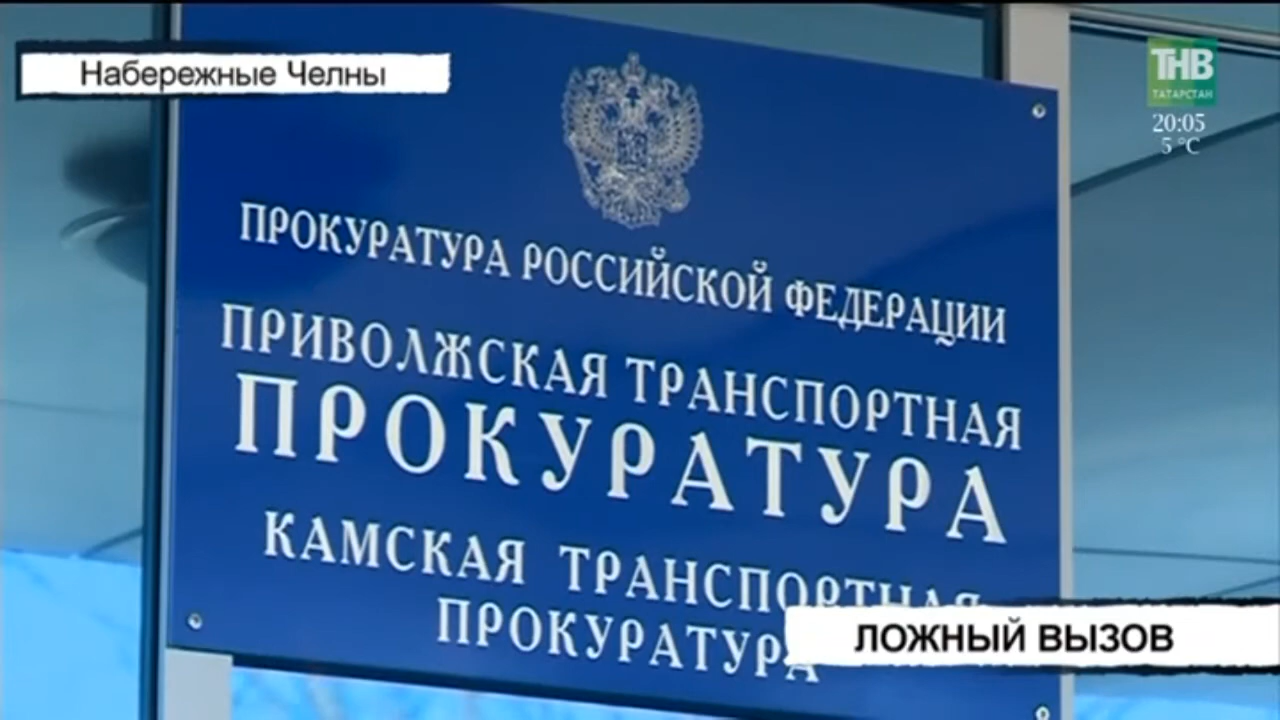 Набережные Челны
ТНВ
ТАТАРСТАН
20:05
5 °C
ПРОКУРАТУРА РОССИЙСКОЙ ФЕДЕРАЦИИ
ПРИВОЛЖСКАЯ ТРАНСПОРТНАЯ
ПРОКУРАТУРА
КАМСКАЯ ТРАНСПОРТНАЯ
ПРОКУРАТУРА
ЛОЖНЫЙ ВЫЗОВ